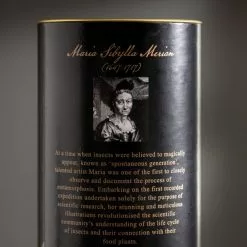 Maria Sibylla Merian
(1647-1717)
At a time when insects were believed to magically
appear, known as "spontaneous generation",
talented artist Maria was one of the first to closely
observe and document the process of
metamorphosis. Embarking on the first recorded
expedition undertaken solely for the purpose of
scientific research, her stunning and meticulous
illustrations revolutionised the scientific
community's understanding of the life cycle
of insects and their connection with their
food plants.